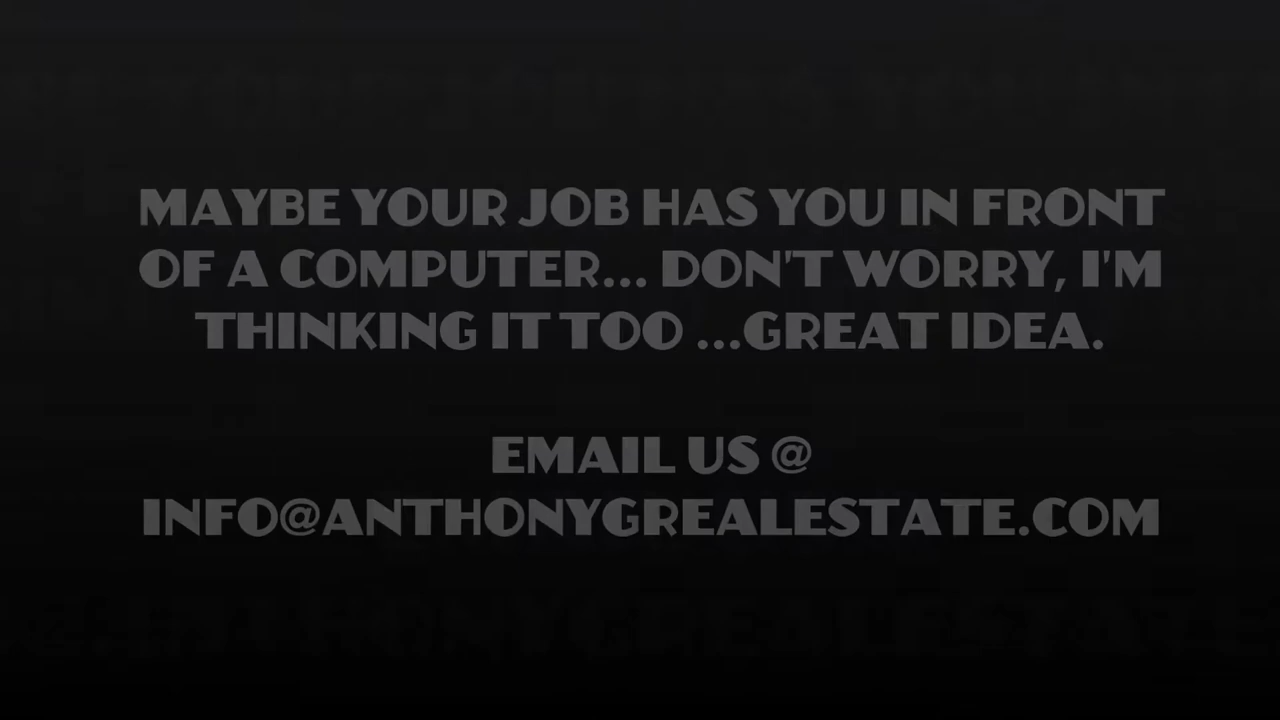 MAYBE YOUR JOB HAS YOU IN FRONT
OF A COMPUTER... DON'T WORRY, I'M
THINKING IT TOO ...GREAT IDEA.
EMAIL US @
INFO@ANTHONYGREALESTATE.COM